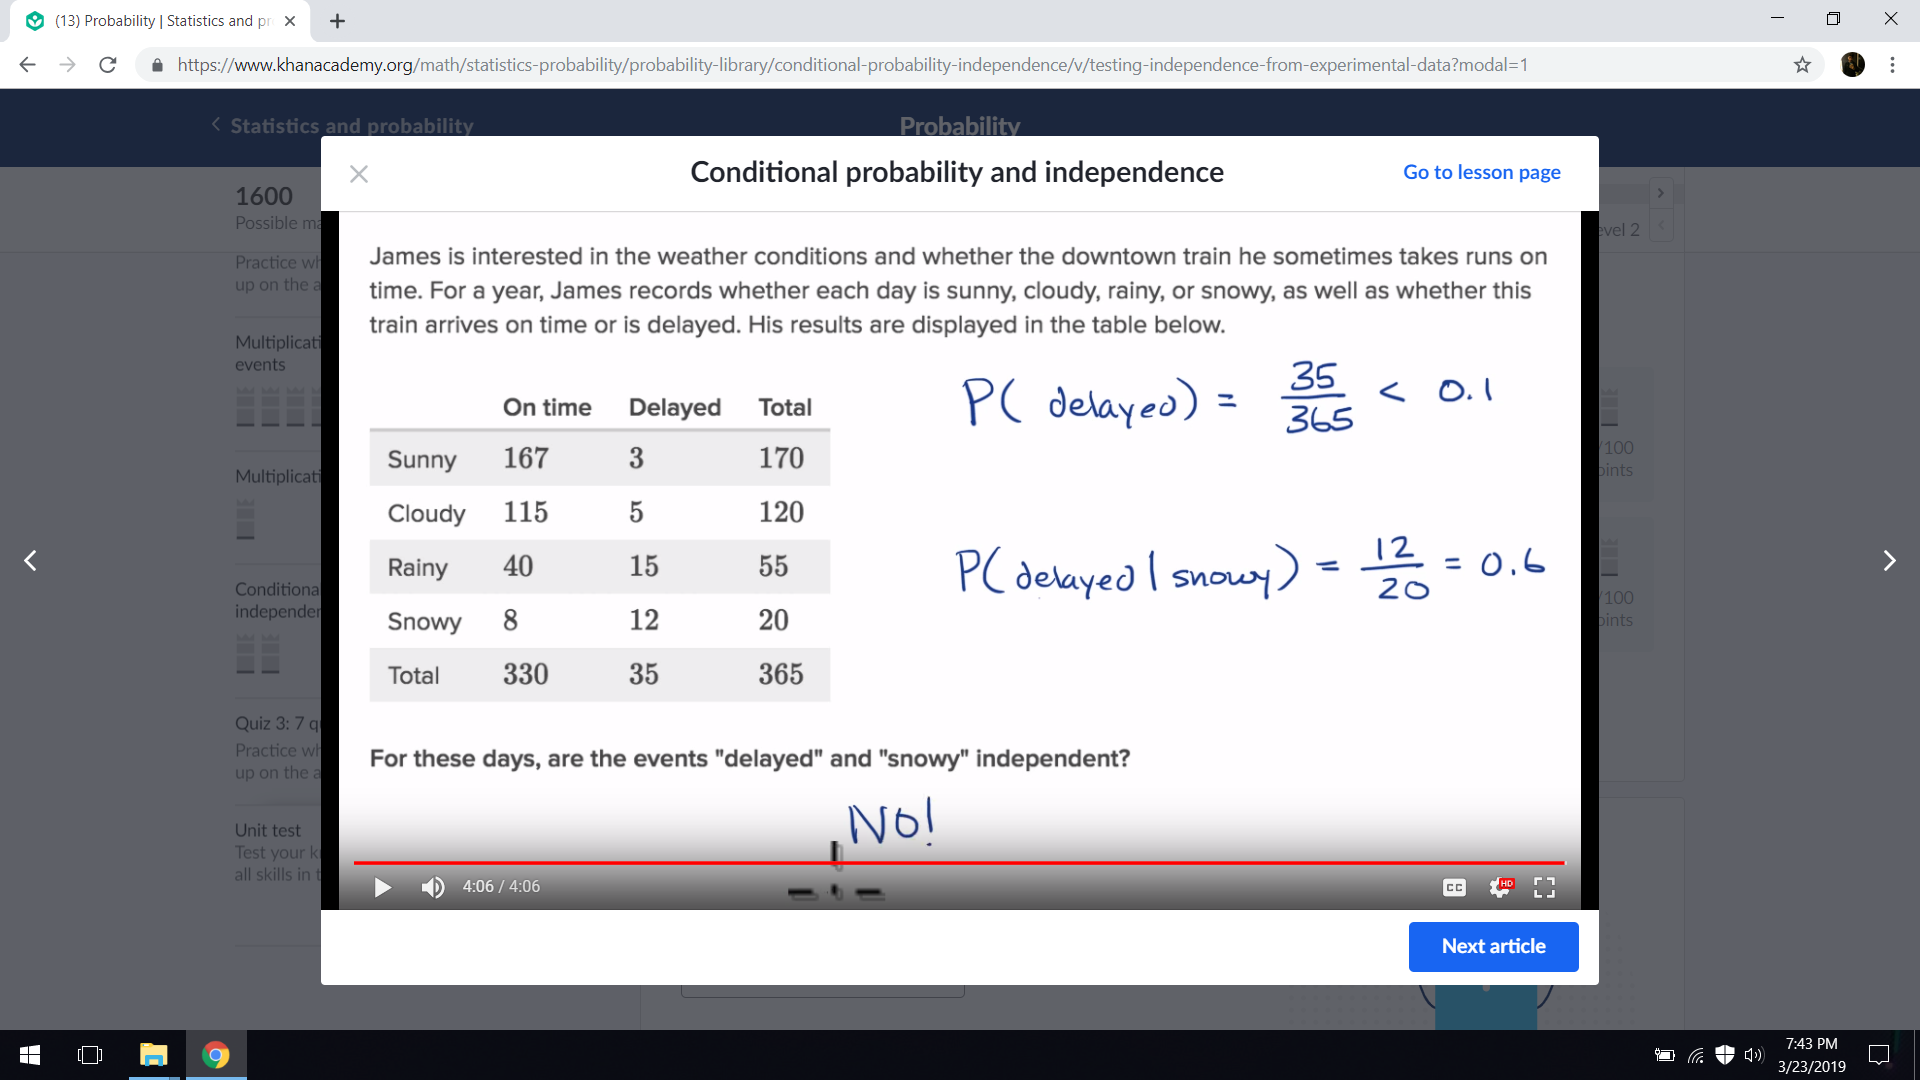 (13) Probability | Statistics and pr
https://www.khanacademy.org/math/statistics-probability/probability-library/conditional-probability-independence/v/testing-independence-from-experimental-data?modal=1
Statistics and probability
Probability
Conditional probability and independence
Go to lesson page
1600
Possible ma
Practice wh
up on the a
Multiplicati
events
Multiplicati
Conditiona
independen
Quiz 3: 7 qu
Practice wh
up on the a
Unit test
Test your k
all skills in t
James is interested in the weather conditions and whether the downtown train he sometimes takes runs on
time. For a year, James records whether each day is sunny, cloudy, rainy, or snowy, as well as whether this
train arrives on time or is delayed. His results are displayed in the table below.
On time Delayed Total
Sunny 167 3 170
Cloudy 115 5 120
Rainy 40 15 55
Snowy 8 12 20
Total 330 35 365
P( delayed) = 35/365 < 0.1
P(delayed | snowy) = 12/20 = 0.6
For these days, are the events "delayed" and "snowy" independent?
NO!
4:06 / 4:06
CC
HD
evel 2
/100
oints
/100
oints
Next article
7:43 PM
3/23/2019